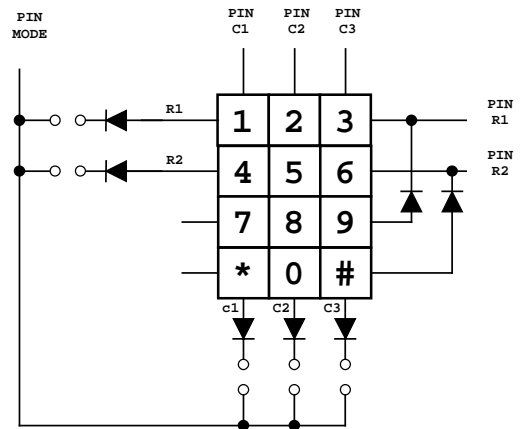 PIN
MODE
PIN
C1
PIN
C2
PIN
C3
R1
1 2 3
PIN
R1
R2
4 5 6
PIN
R2
7 8 9
* 0 #
c1
C2
C3